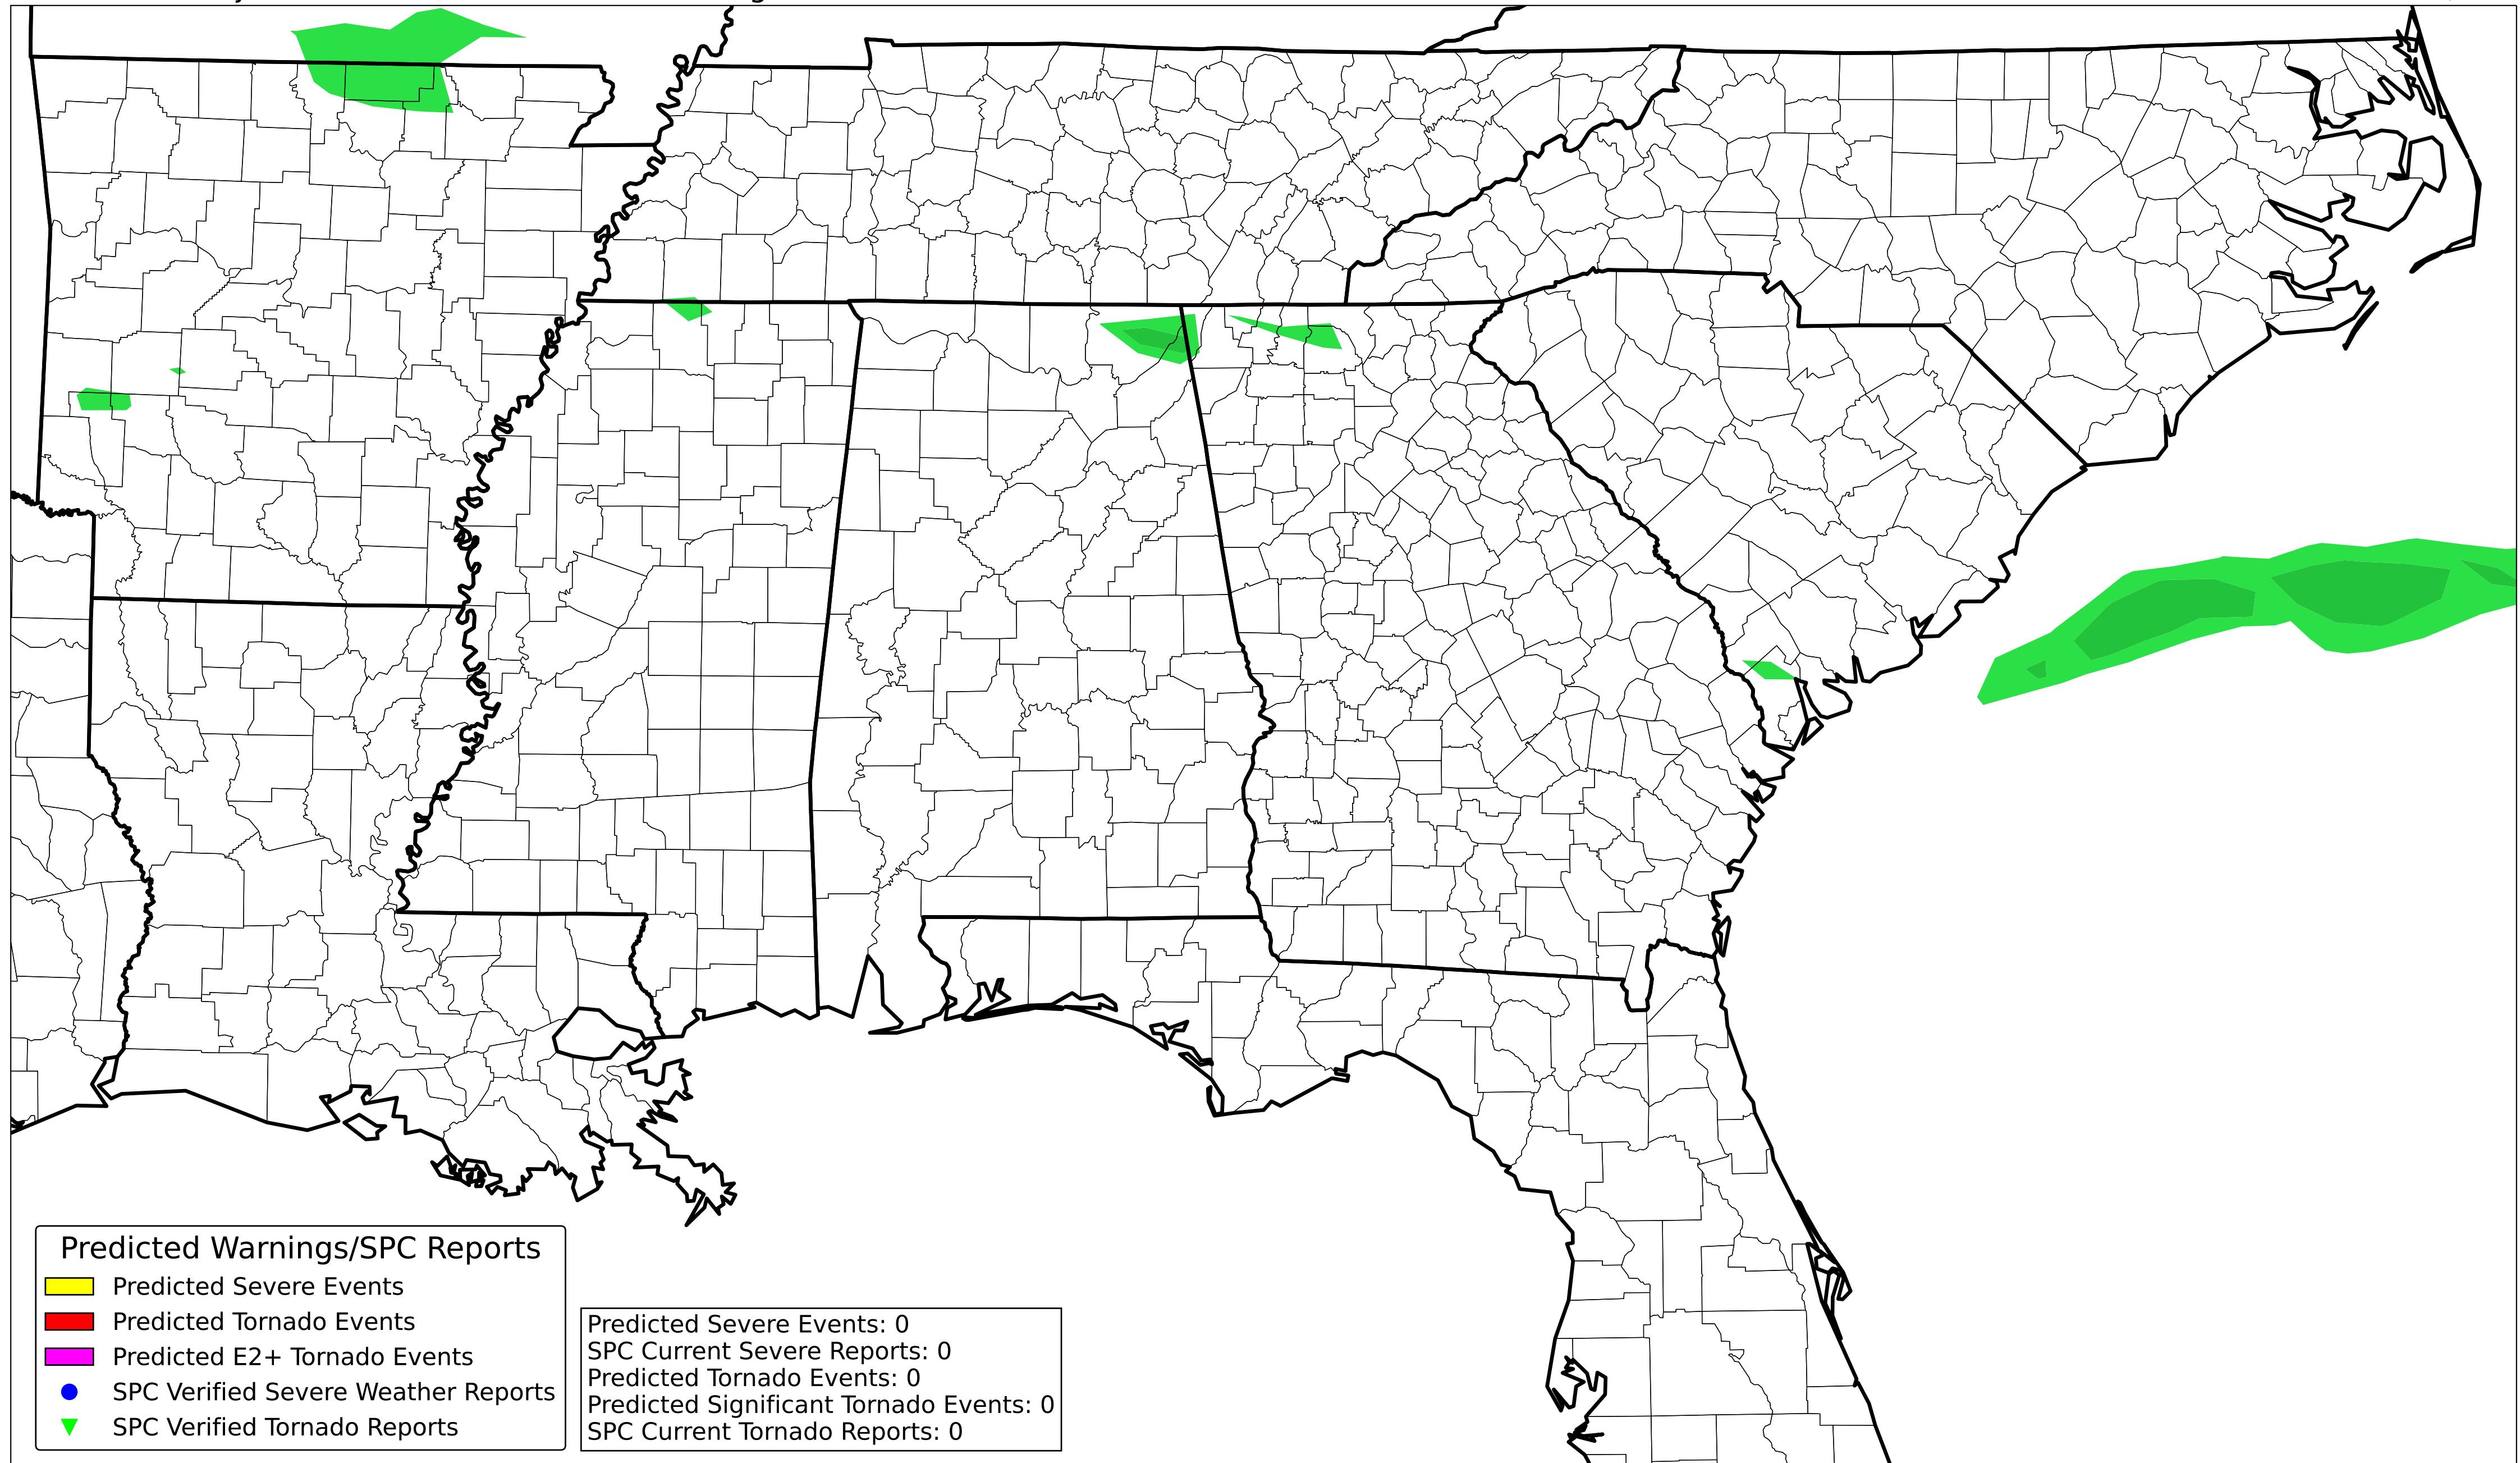 Predicted Warnings/SPC Reports
Predicted Severe Events
Predicted Tornado Events
Predicted E2+ Tornado Events
SPC Verified Severe Weather Reports
SPC Verified Tornado Reports
Predicted Severe Events: 0
SPC Current Severe Reports: 0
Predicted Tornado Events: 0
Predicted Significant Tornado Events: 0
SPC Current Tornado Reports: 0